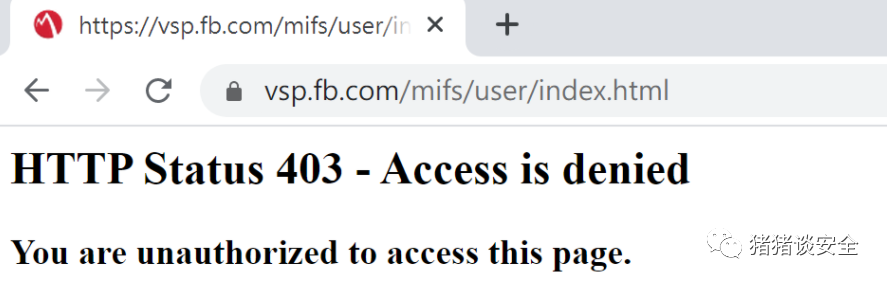 https://vsp.fb.com/mifs/user/in
vsp.fb.com/mifs/user/index.html
HTTP Status 403 - Access is denied
You are unauthorized to access this page.
猪猪谈安全